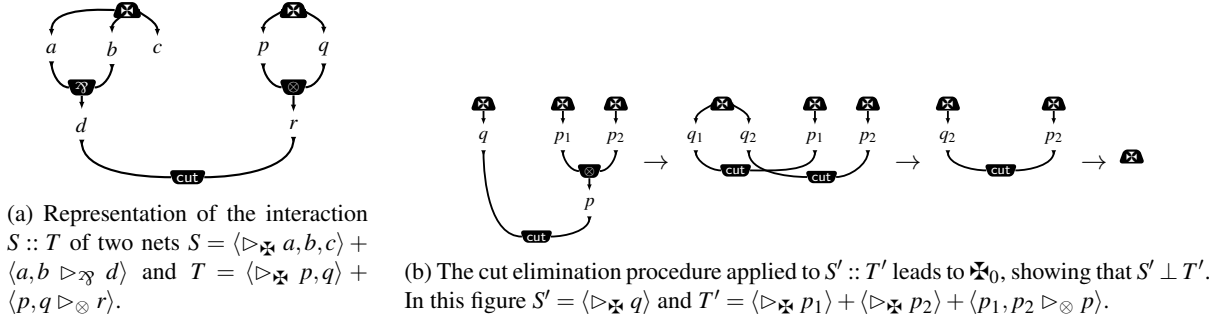 ✠ ✠
a b c p q
⅋ ⊗
d r
cut
✠ ✠ ✠ ✠ ✠ ✠ ✠ ✠
q p₁ p₂ q₁ q₂ p₁ p₂ q₂ p₂
⊗ → cut cut → cut → ✠
p
cut
(a) Representation of the interaction
S :: T of two nets S = ⟨▷✠ a, b, c⟩ +
⟨a, b ▷⅋ d⟩ and T = ⟨▷✠ p, q⟩ +
⟨p, q ▷⊗ r⟩.
(b) The cut elimination procedure applied to S′ :: T′ leads to ✠₀, showing that S′ ⊥ T′.
In this figure S′ = ⟨▷✠ q⟩ and T′ = ⟨▷✠ p₁⟩ + ⟨▷✠ p₂⟩ + ⟨p₁, p₂ ▷⊗ p⟩.